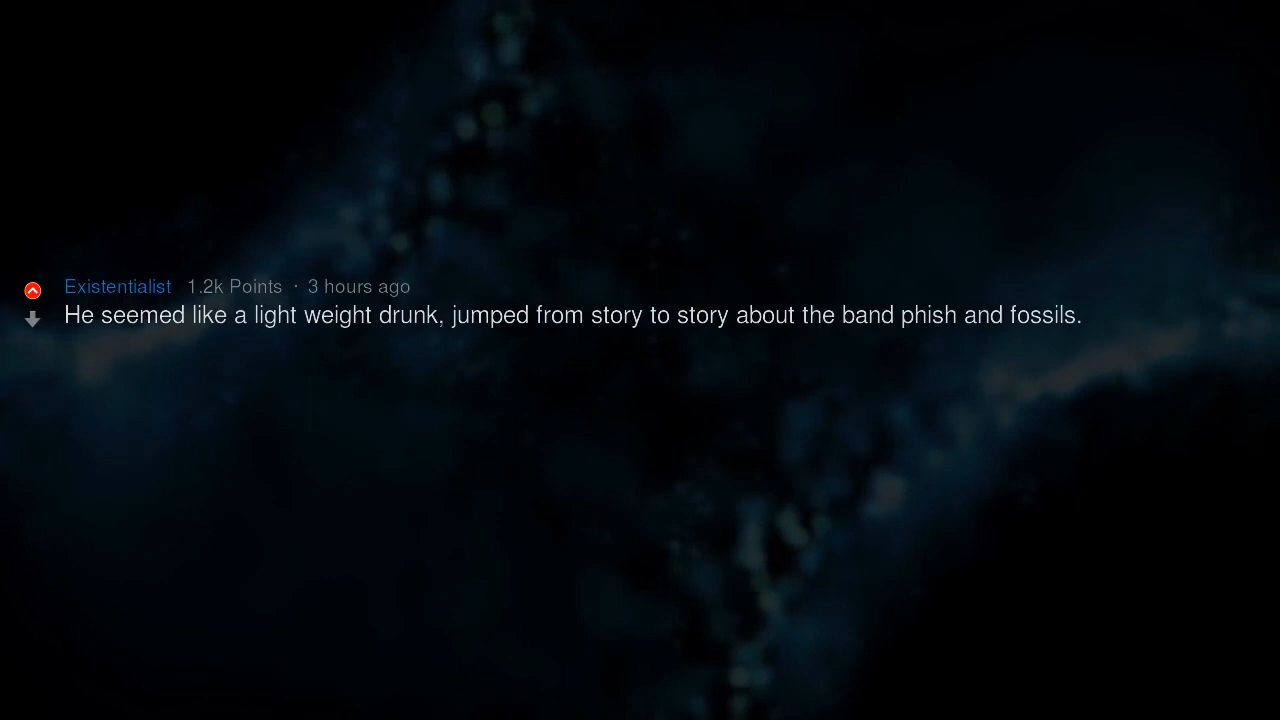 Existentialist 1.2k Points · 3 hours ago
He seemed like a light weight drunk, jumped from story to story about the band phish and fossils.